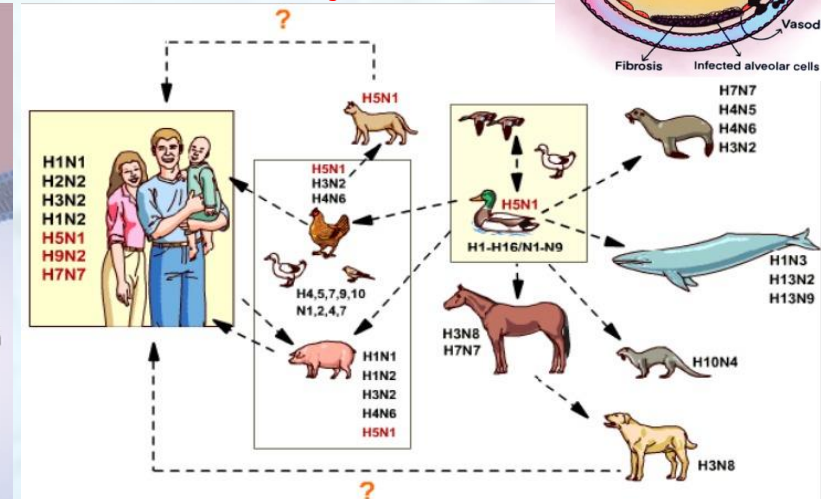 ?
Vasod
Fibrosis
Infected alveolar cells
H1N1
H2N2
H3N2
H1N2
H5N1
H9N2
H7N7
H5N1
H5N1
H3N2
H4N6
H4,5,7,9,10
N1,2,4,7
H1N1
H1N2
H3N2
H4N6
H5N1
H5N1
H1-H16/N1-N9
H3N8
H7N7
H7N7
H4N5
H4N6
H3N2
H1N3
H13N2
H13N9
H10N4
H3N8
?